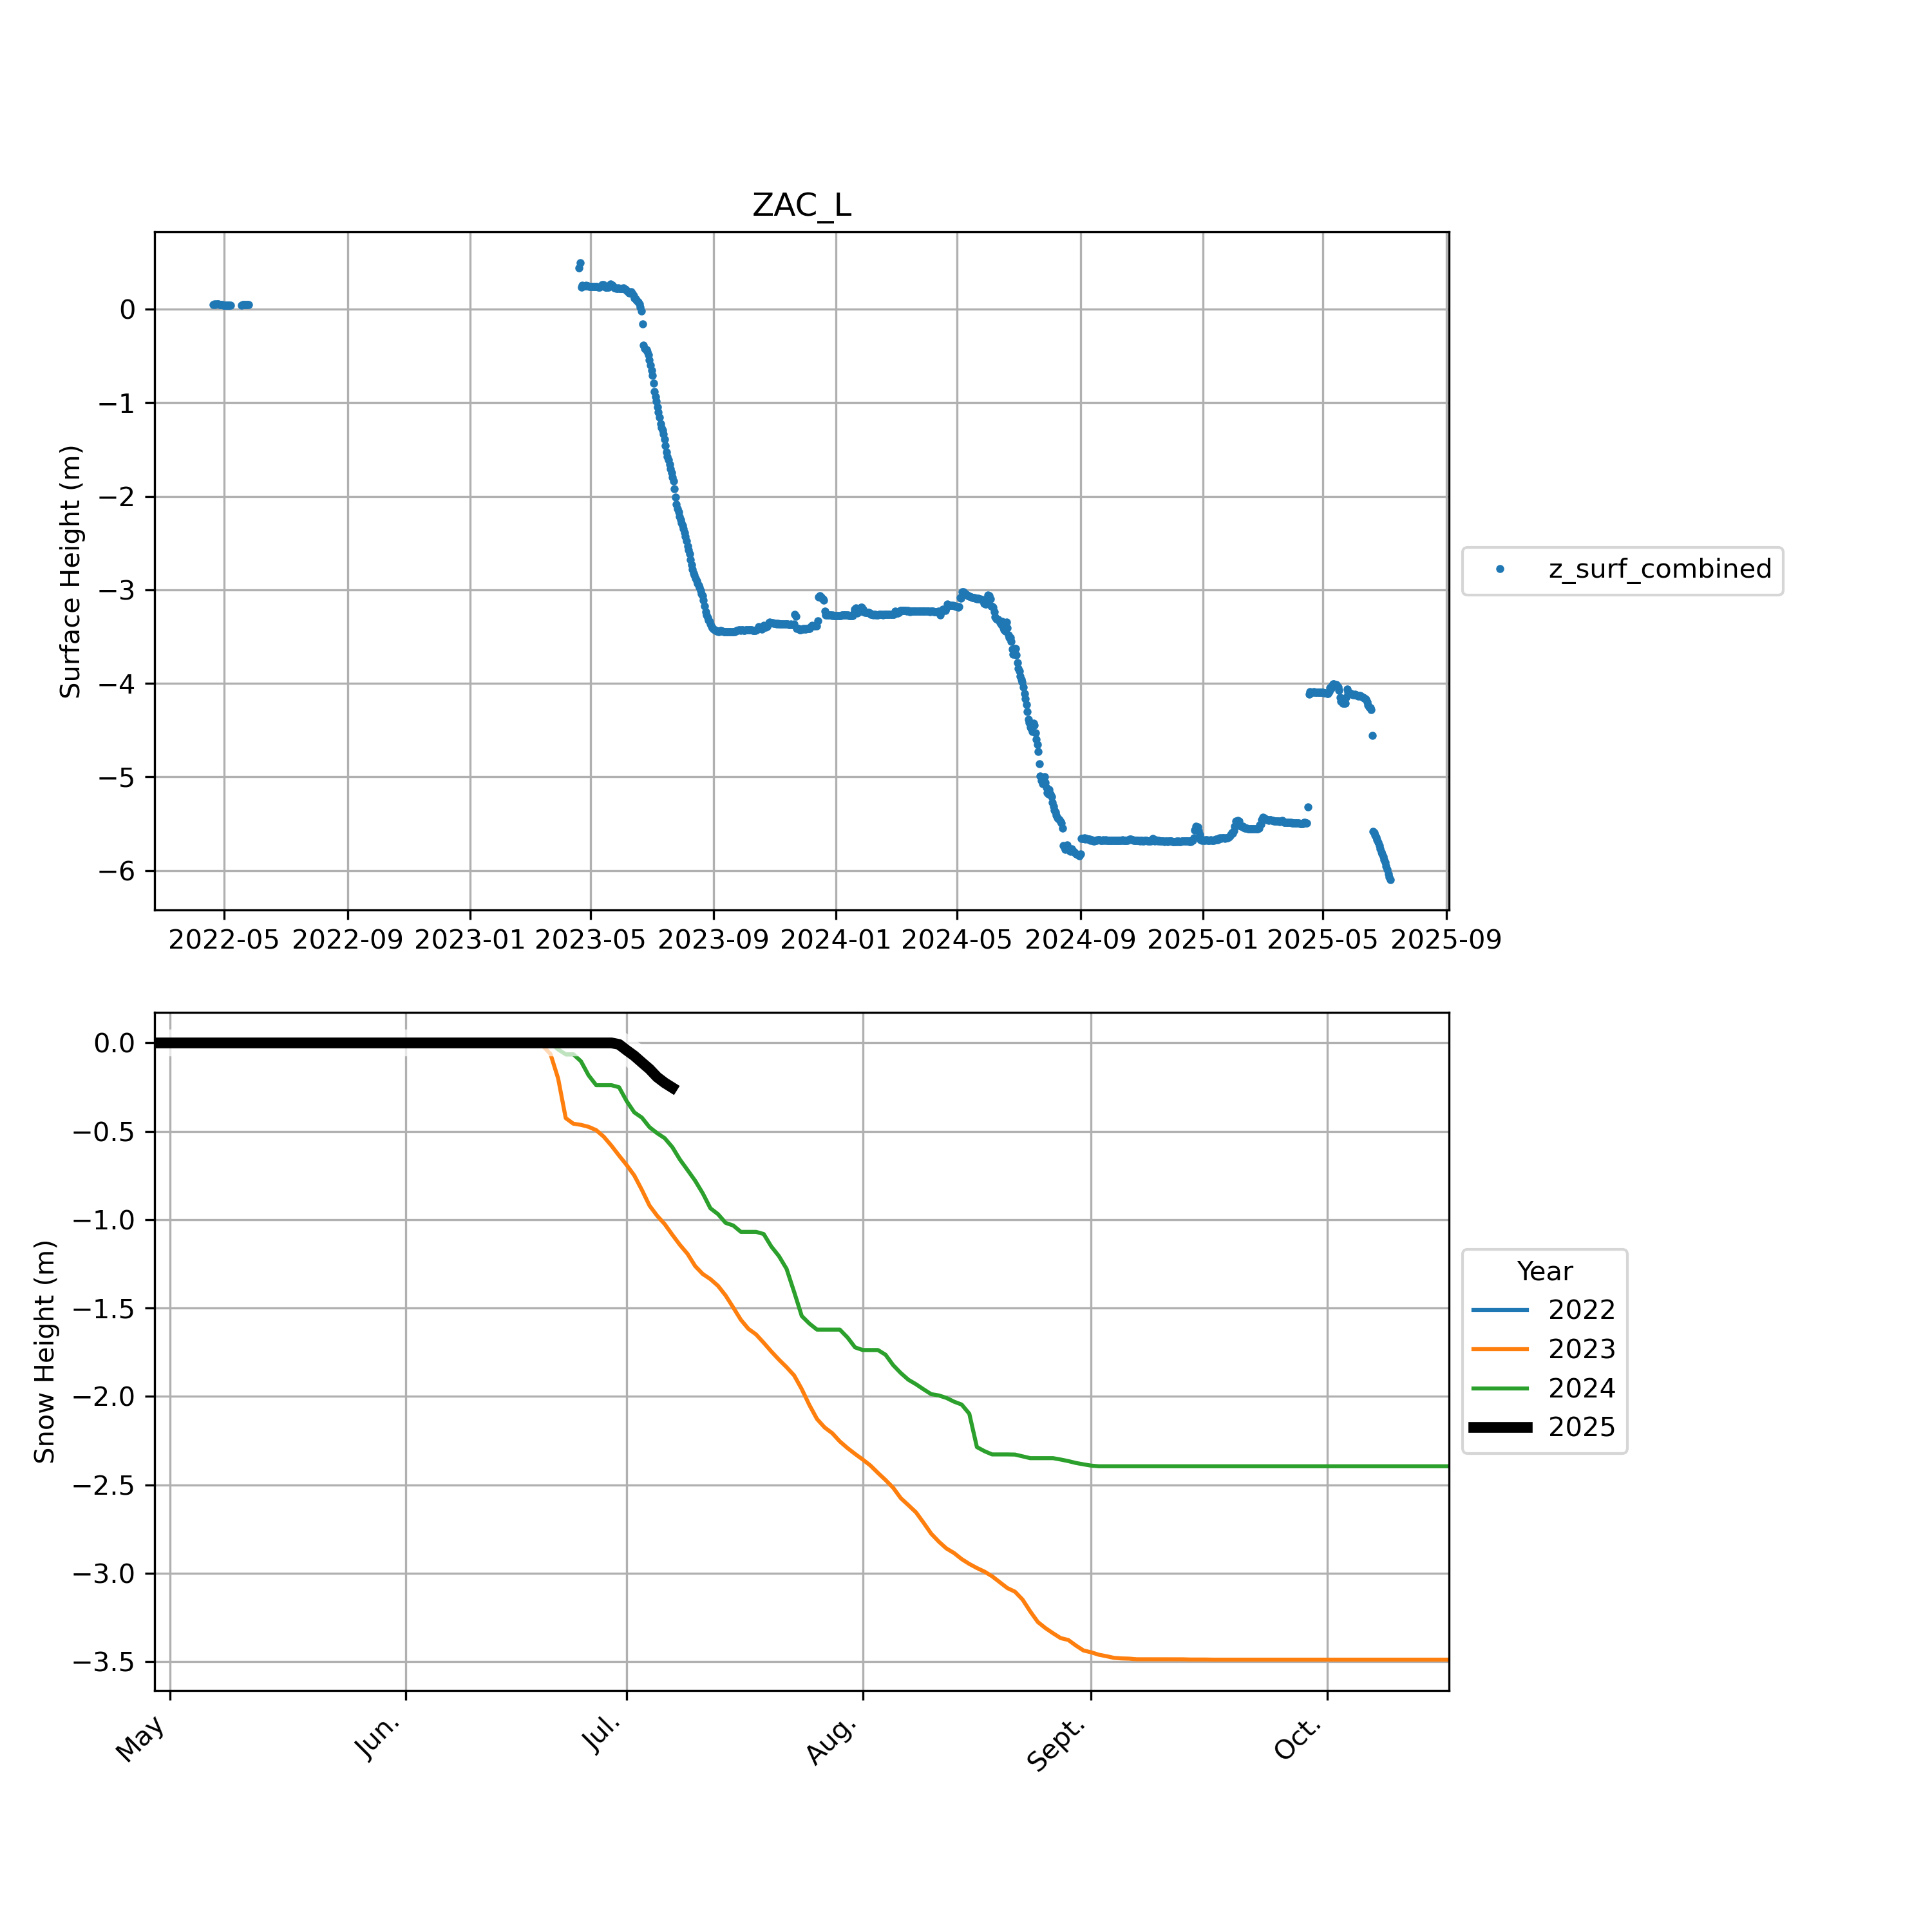 ZAC_L
Surface Height (m)
0
−1
−2
−3
−4
−5
−6
2022-05 2022-09 2023-01 2023-05 2023-09 2024-01 2024-05 2024-09 2025-01 2025-05 2025-09
z_surf_combined
Snow Height (m)
0.0
−0.5
−1.0
−1.5
−2.0
−2.5
−3.0
−3.5
May Jun. Jul. Aug. Sept. Oct.
Year
2022
2023
2024
2025